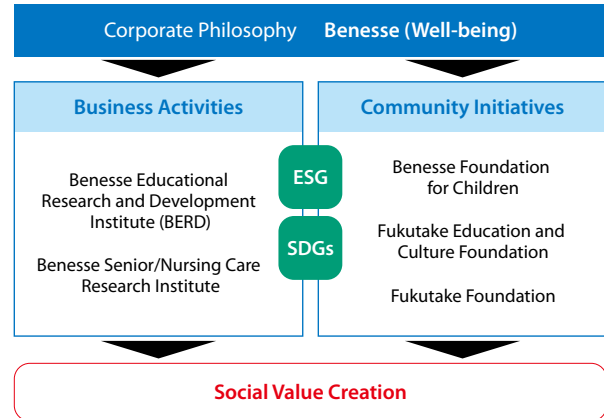 Corporate Philosophy Benesse (Well-being)
Business Activities
Benesse Educational
Research and Development
Institute (BERD)
Benesse Senior/Nursing Care
Research Institute
ESG
SDGs
Community Initiatives
Benesse Foundation
for Children
Fukutake Education and
Culture Foundation
Fukutake Foundation
Social Value Creation